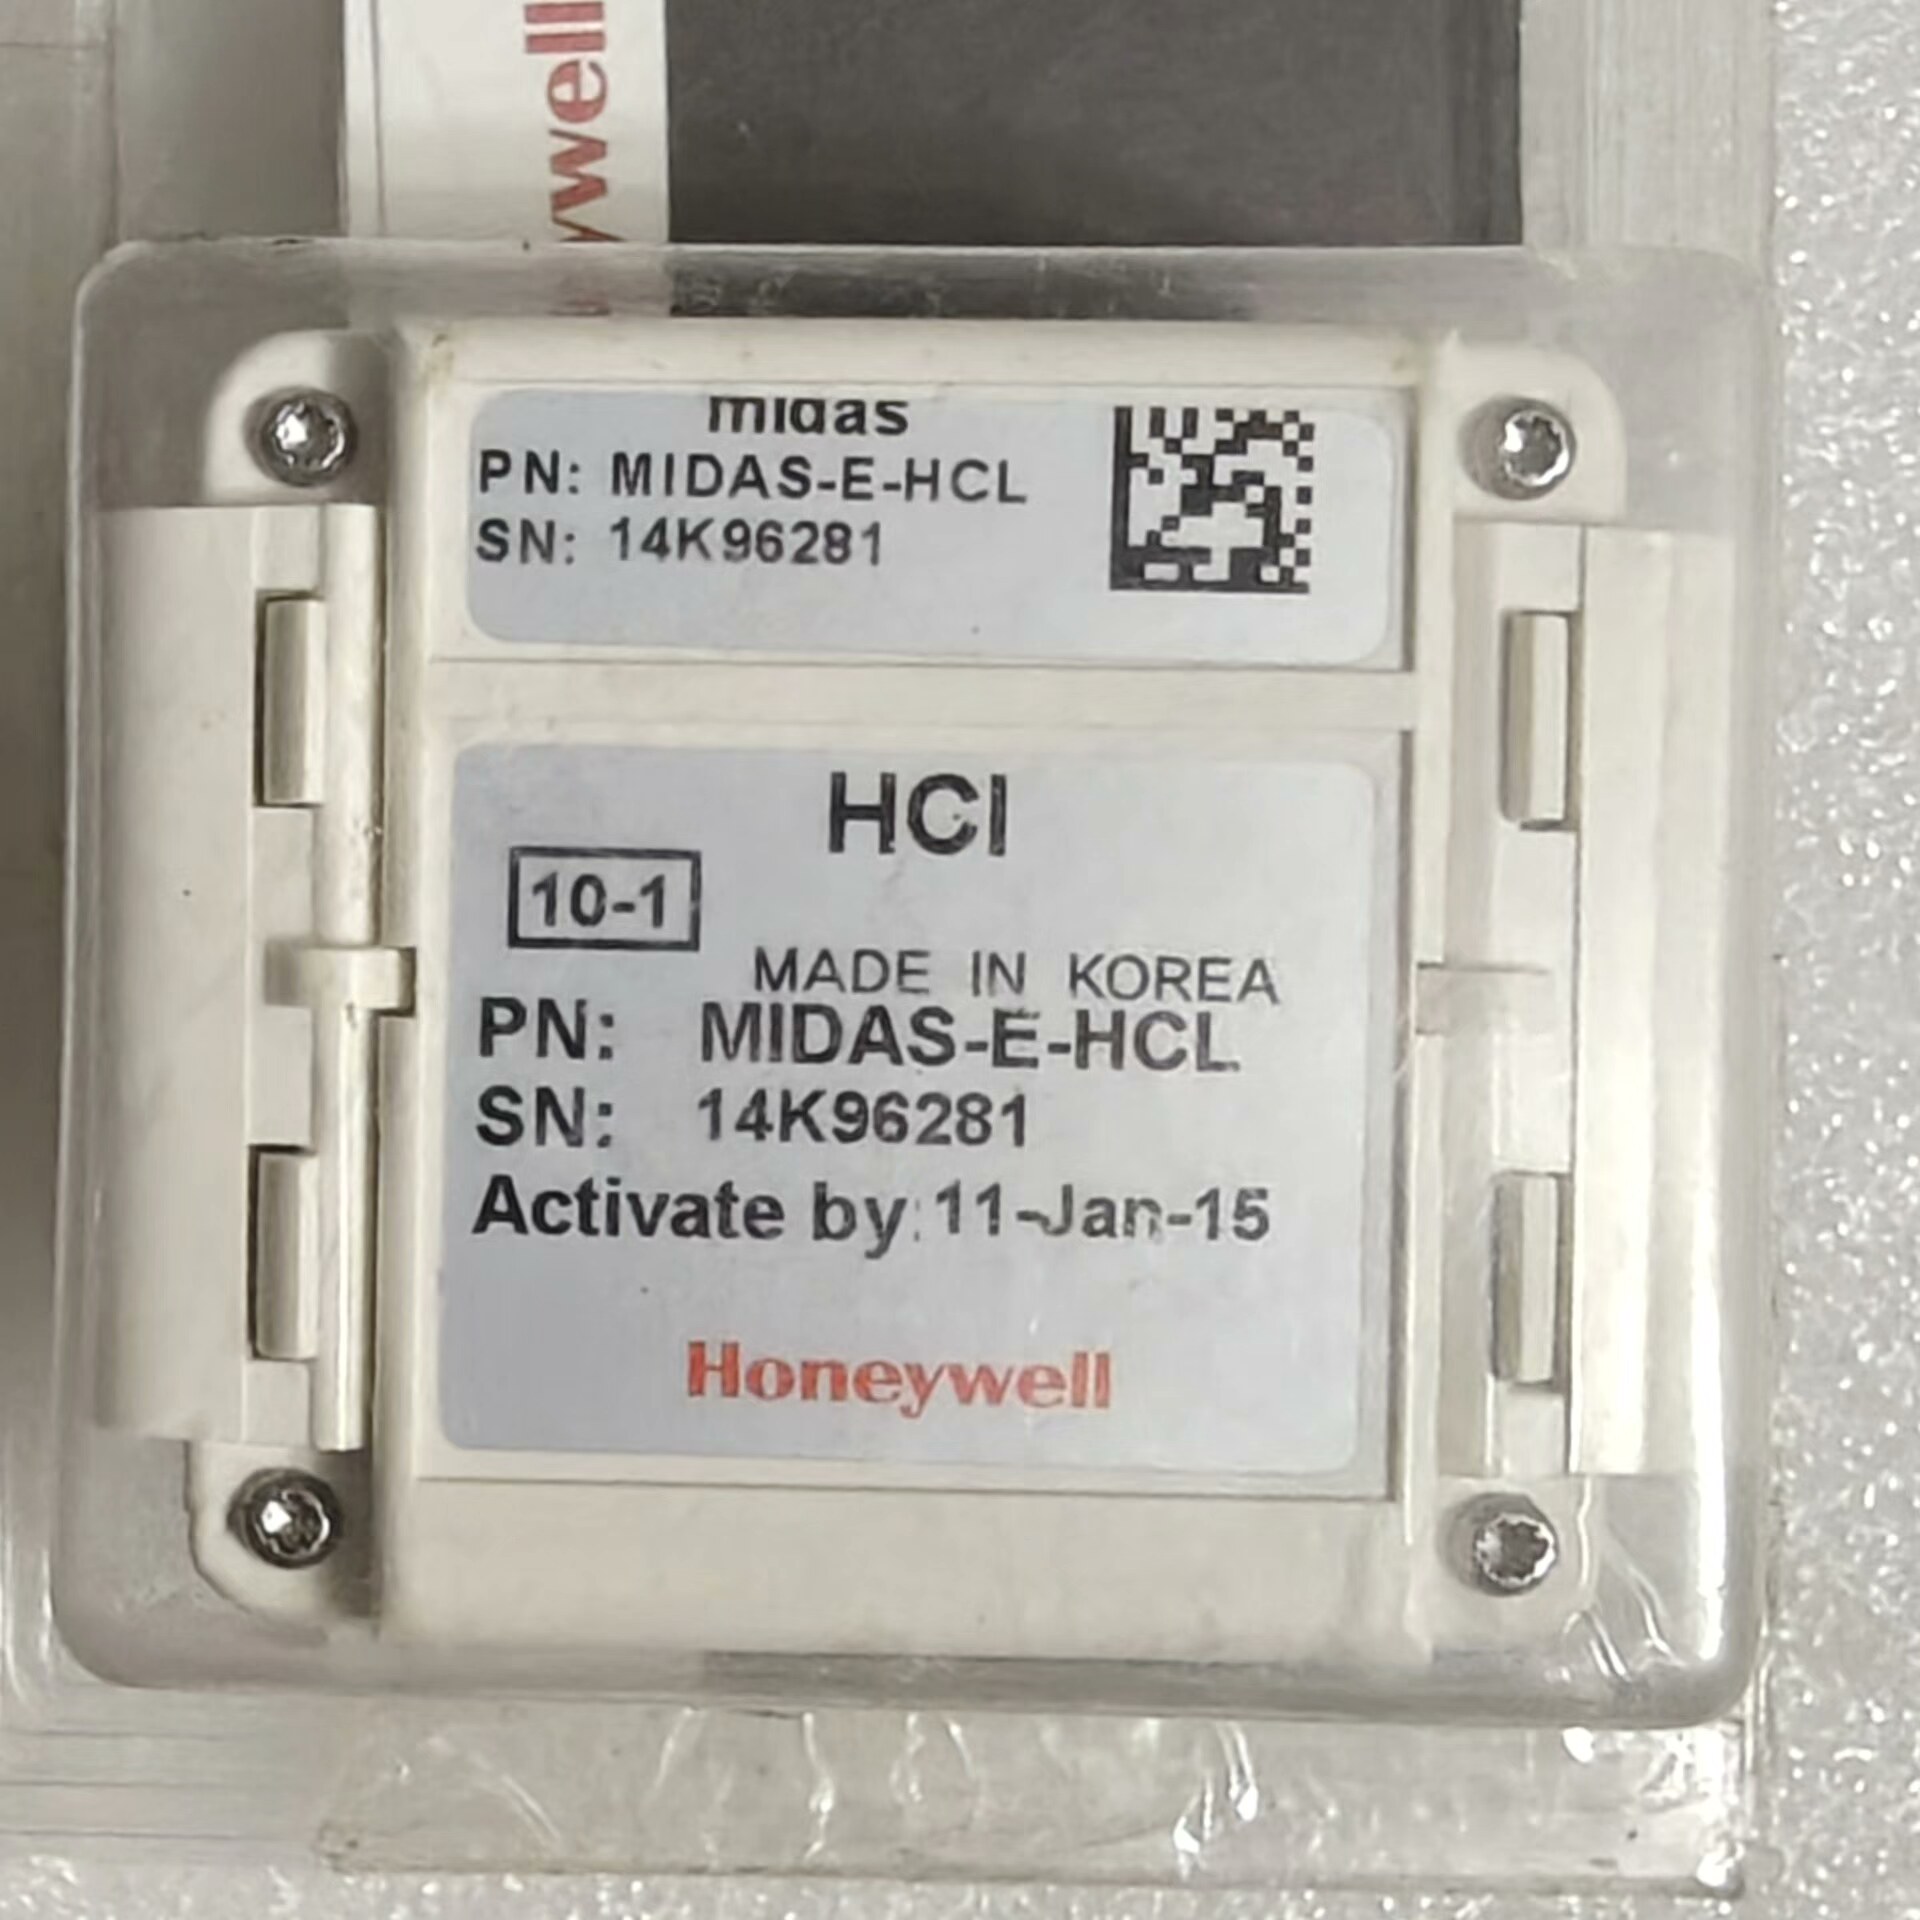 ywell
midas
PN: MIDAS-E-HCL
SN: 14K96281
HCl
10-1
MADE IN KOREA
PN: MIDAS-E-HCL
SN: 14K96281
Activate by: 11-Jan-15
Honeywell